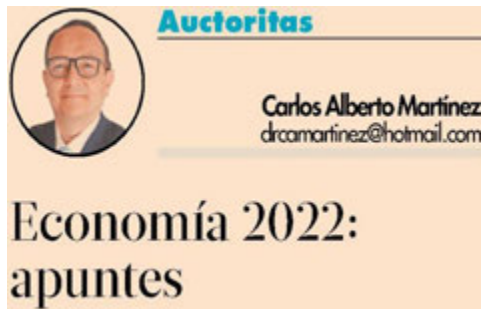 Auctoritas
Carlos Alberto Martínez
drcamartinez@hotmail.com
Economía 2022:
apuntes